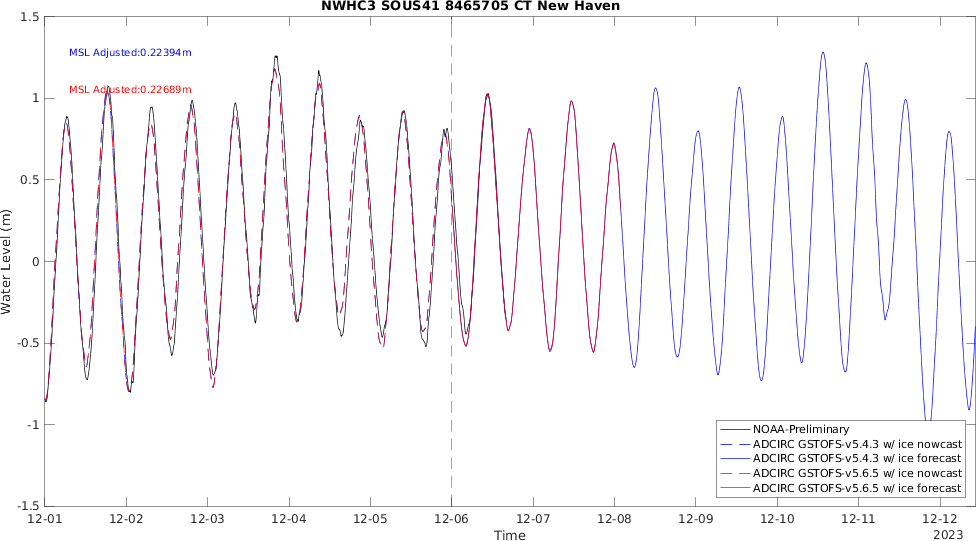 NWHC3 SOUS41 8465705 CT New Haven
1.5
1
0.5
0
-0.5
-1
-1.5
Water Level (m)
MSL Adjusted:0.22394m
MSL Adjusted:0.22689m
NOAA-Preliminary
ADCIRC GSTOFS-v5.4.3 w/ ice nowcast
ADCIRC GSTOFS-v5.4.3 w/ ice forecast
ADCIRC GSTOFS-v5.6.5 w/ ice nowcast
ADCIRC GSTOFS-v5.6.5 w/ ice forecast
12-01 12-02 12-03 12-04 12-05 12-06 12-07 12-08 12-09 12-10 12-11 12-12
Time
2023